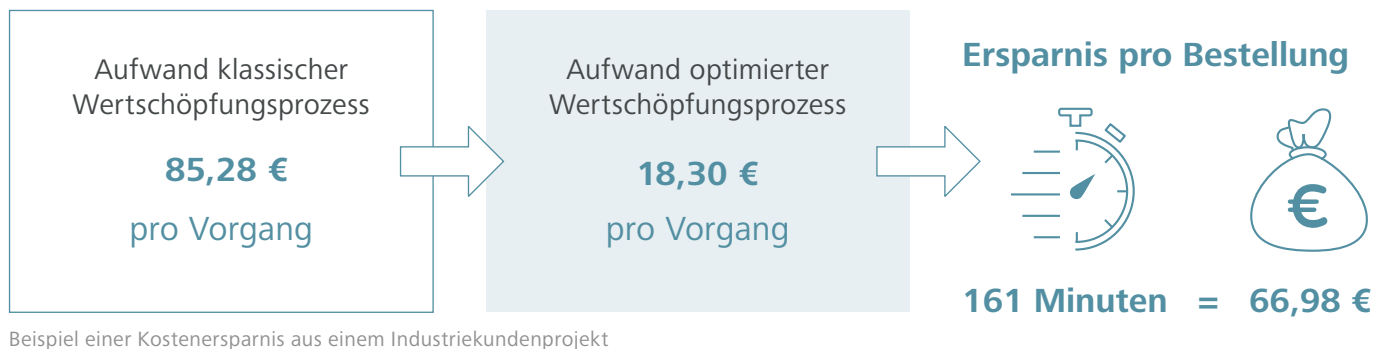 Aufwand klassischer
Wertschöpfungsprozess
85,28 €
pro Vorgang
Aufwand optimierter
Wertschöpfungsprozess
18,30 €
pro Vorgang
Ersparnis pro Bestellung
€
161 Minuten = 66,98 €
Beispiel einer Kostenersparnis aus einem Industriekundenprojekt